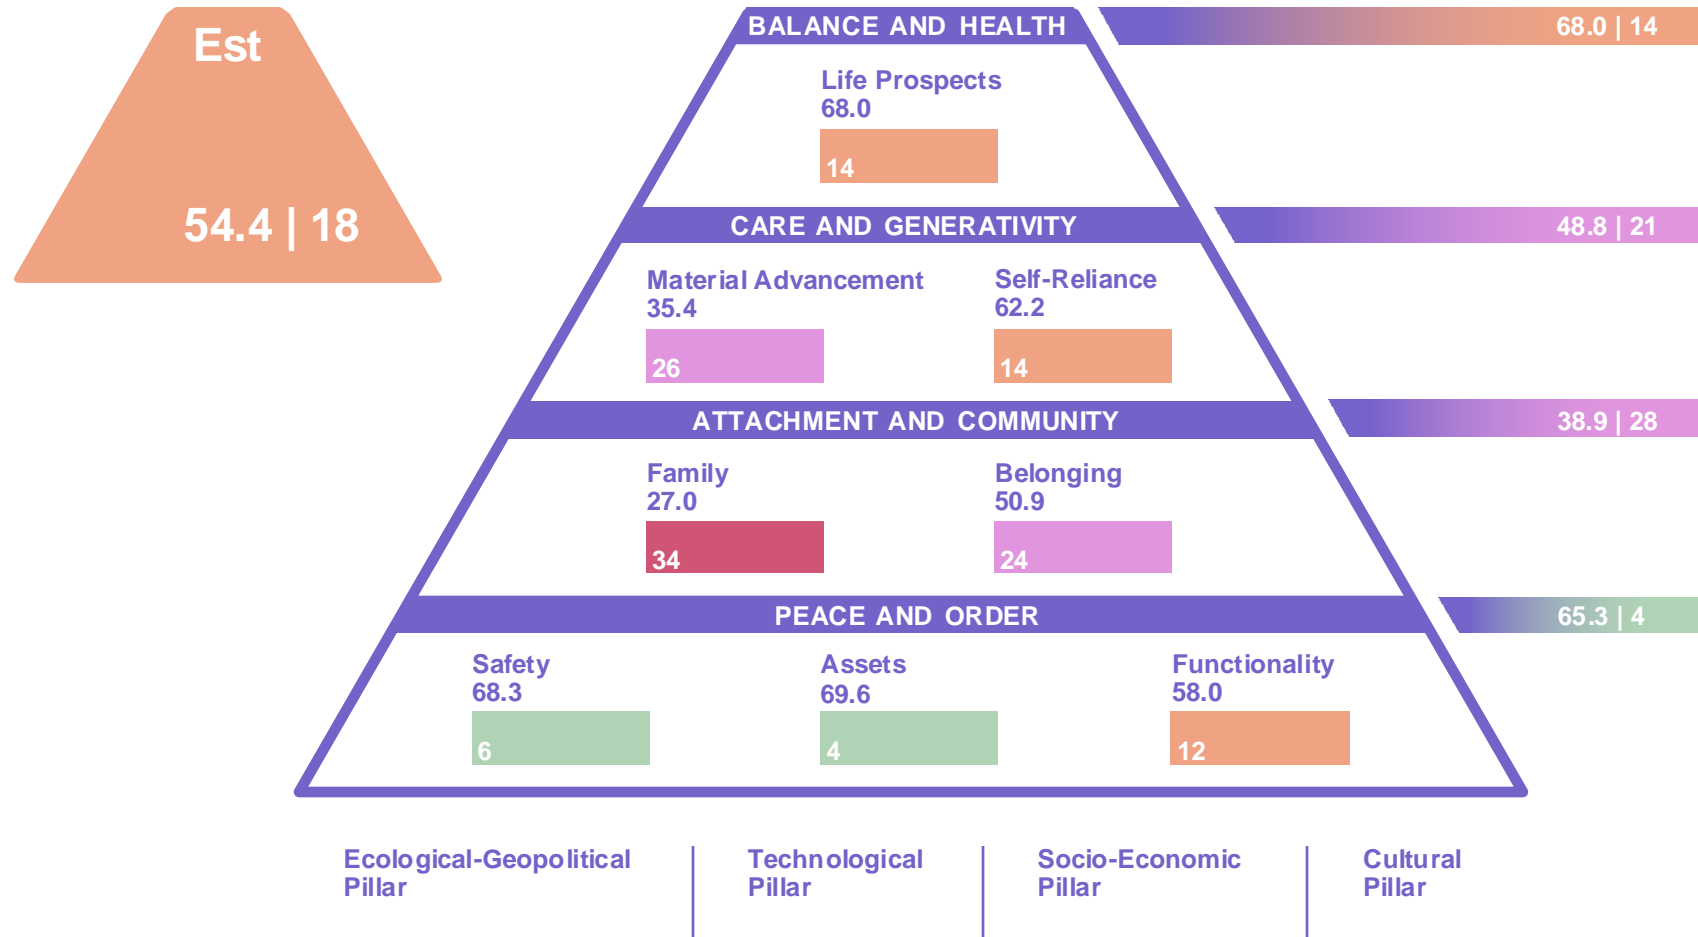 Est
54.4 | 18
BALANCE AND HEALTH
68.0 | 14
Life Prospects
68.0
14
CARE AND GENERATIVITY
48.8 | 21
Material Advancement
35.4
26
Self-Reliance
62.2
14
ATTACHMENT AND COMMUNITY
38.9 | 28
Family
27.0
34
Belonging
50.9
24
PEACE AND ORDER
65.3 | 4
Safety
68.3
6
Assets
69.6
4
Functionality
58.0
12
Ecological-Geopolitical
Pillar
Technological
Pillar
Socio-Economic
Pillar
Cultural
Pillar